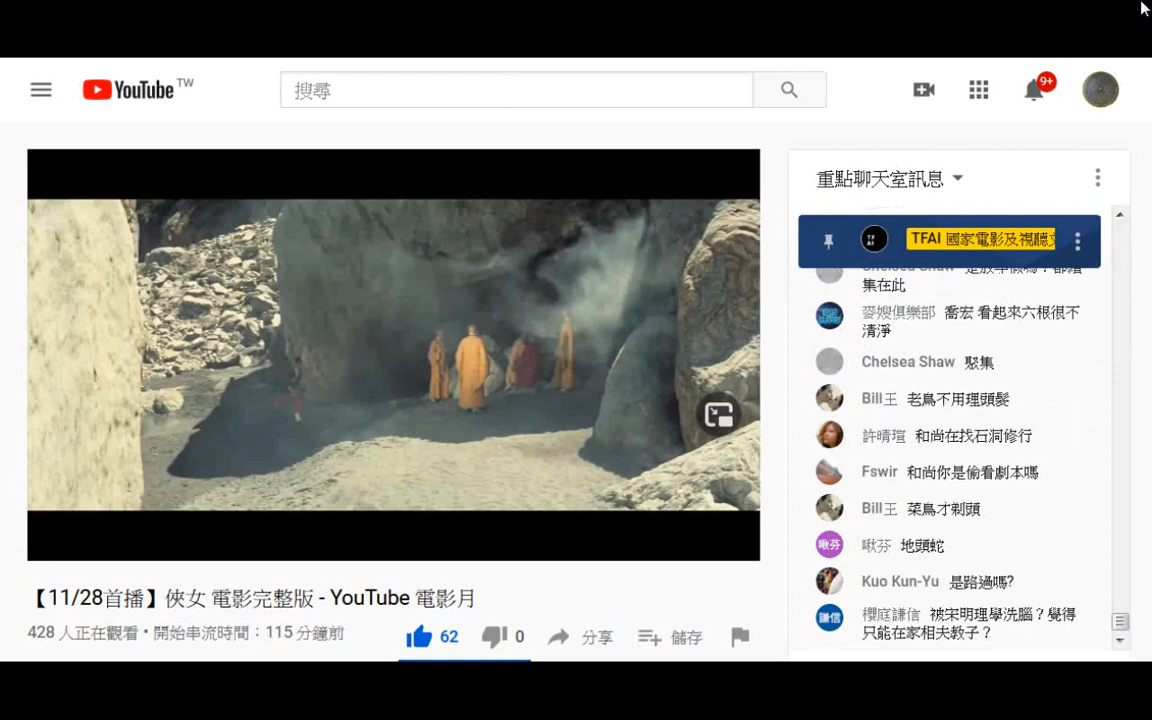 YouTube TW
搜尋
9+
重點聊天室訊息
TFAI 國家電影及視聽文
集在此
麥嫂俱樂部 喬宏 看起來六根很不
清淨
Chelsea Shaw 駇集
Bill王 老鳥不用理頭髮
許晴瑄 和尚在找石洞修行
Fswir 和尚你是偷看劇本嗎
Bill王 菜鳥才剃頭
啾芬 啾芬 地頭蛇
Kuo Kun-Yu 是路過嗎?
謙信 櫻庭謙信 被宋明理學洗腦？覺得
只能在家相夫教子？
【11/28首播】俠女 電影完整版 - YouTube 電影月
428 人正在觀看 • 開始串流時間：115 分鐘前
62 0 分享 儲存